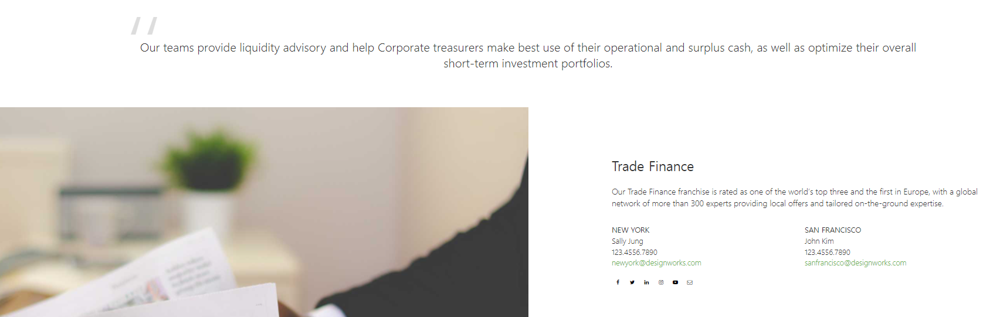 Our teams provide liquidity advisory and help Corporate treasurers make best use of their operational and surplus cash, as well as optimize their overall
short-term investment portfolios.
Trade Finance
Our Trade Finance franchise is rated as one of the world's top three and the first in Europe, with a global
network of more than 300 experts providing local offers and tailored on-the-ground expertise.
NEW YORK
Sally Jung
123.4556.7890
newyork@designworks.com
SAN FRANCISCO
John Kim
123.4556.7890
sanfrancisco@designworks.com